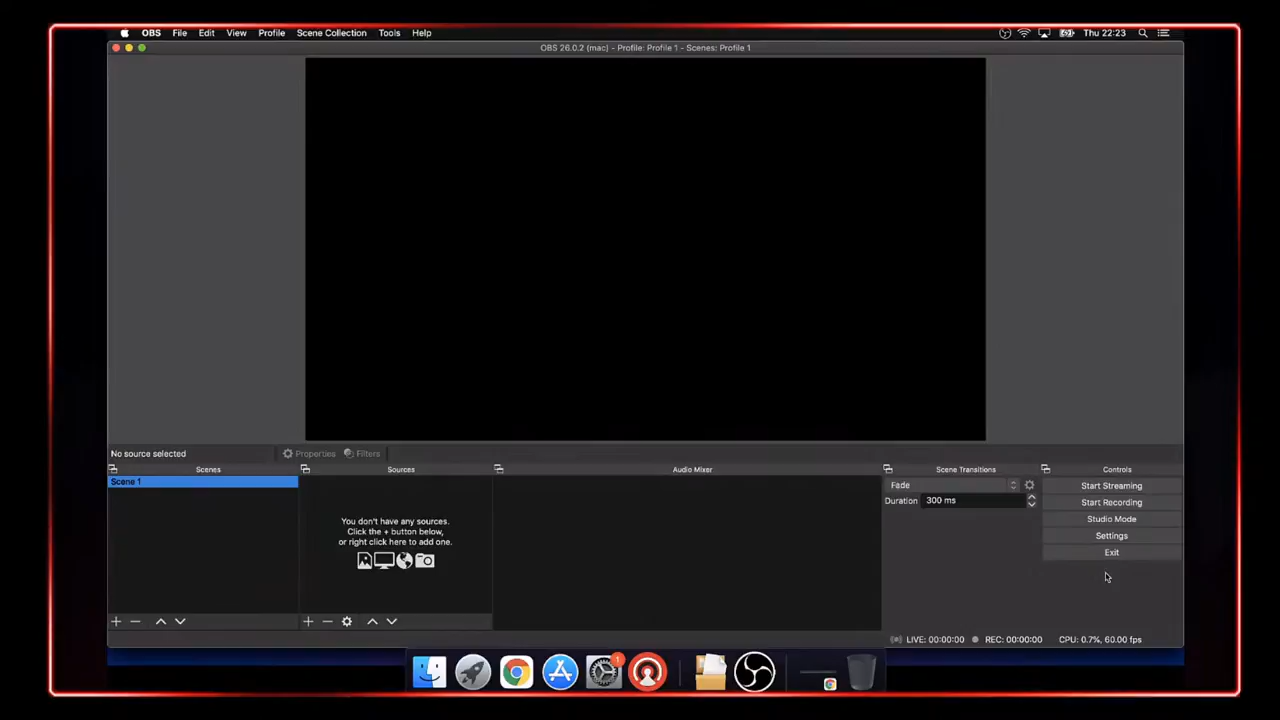 OBS File Edit View Profile Scene Collection Tools Help Thu 22:23
OBS 26.0.2 (mac) - Profile: Profile 1 - Scenes: Profile 1
No source selected Properties Filters
Scenes Sources Audio Mixer Scene Transitions Controls
Scene 1
You don't have any sources.
Click the + button below,
or right click here to add one.
Fade
Duration 300 ms
Start Streaming
Start Recording
Studio Mode
Settings
Exit
LIVE: 00:00:00 REC: 00:00:00 CPU: 0.7%, 60.00 fps
1